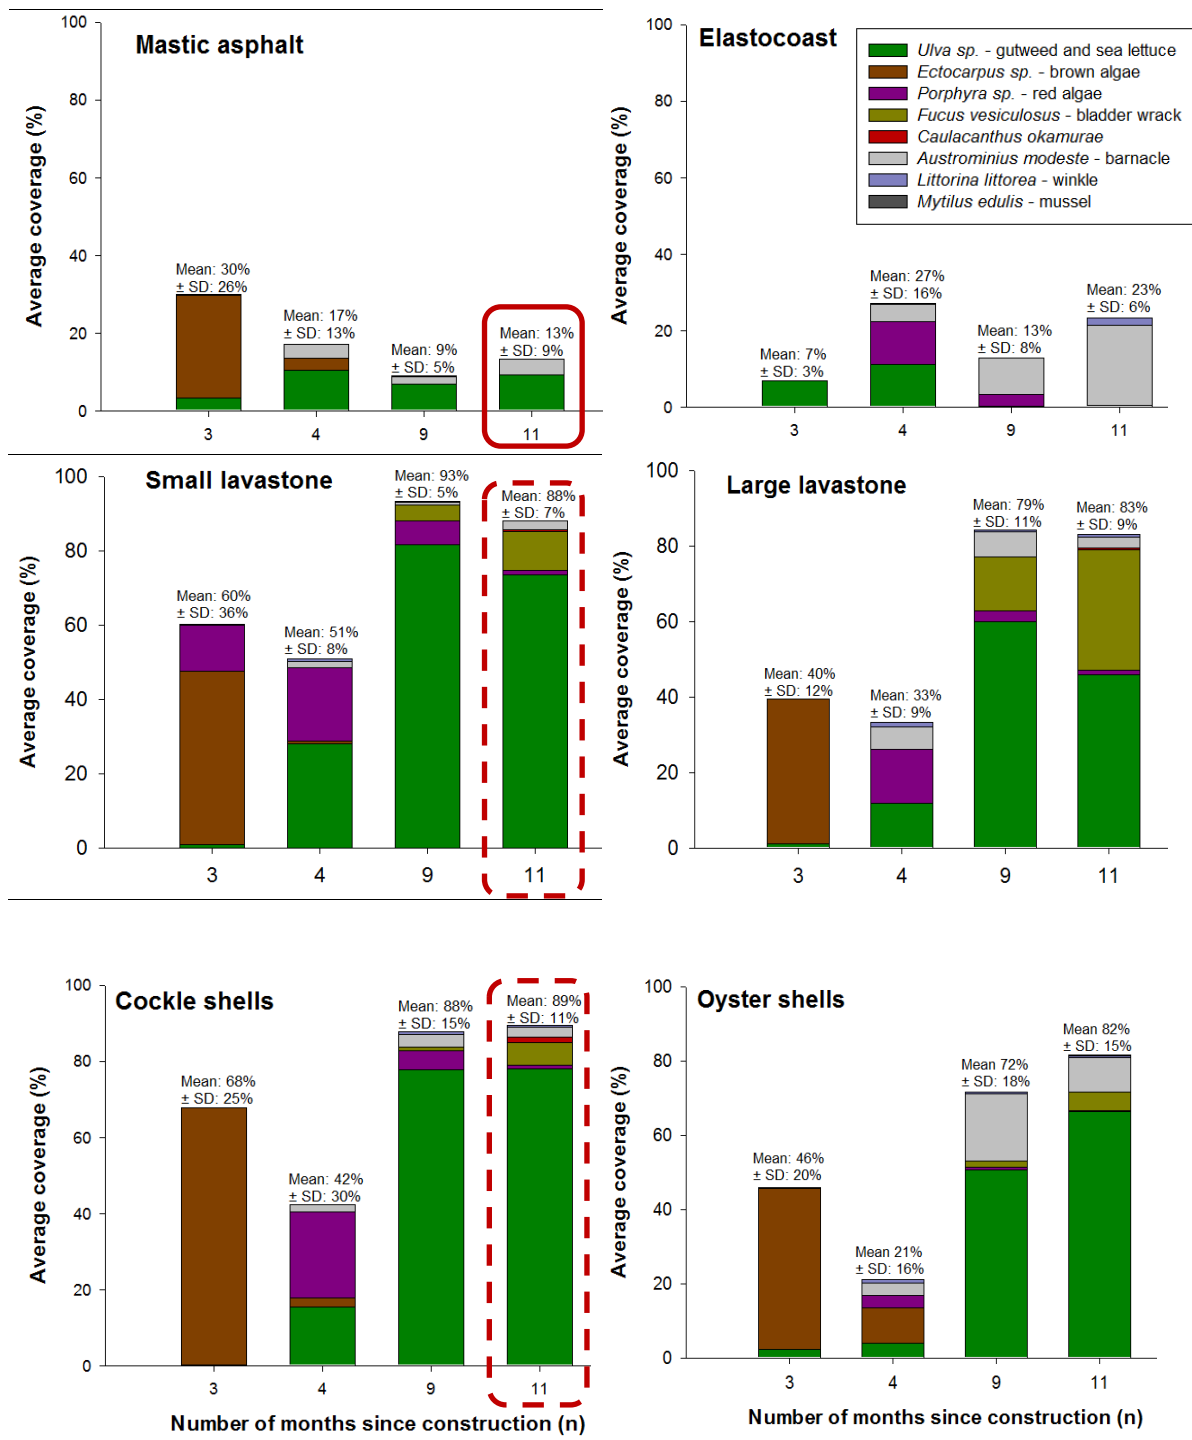 Mastic asphalt
Average coverage (%)
100
80
60
40
20
0
Mean: 30%
± SD: 26%
Mean: 17%
± SD: 13%
Mean: 9%
± SD: 5%
Mean: 13%
± SD: 9%
3 4 9 11
Elastocoast
Average coverage (%)
100
80
60
40
20
0
Ulva sp. - gutweed and sea lettuce
Ectocarpus sp. - brown algae
Porphyra sp. - red algae
Fucus vesiculosus - bladder wrack
Caulacanthus okamurae
Austrominius modeste - barnacle
Littorina littorea - winkle
Mytilus edulis - mussel
Mean: 7%
± SD: 3%
Mean: 27%
± SD: 16%
Mean: 13%
± SD: 8%
Mean: 23%
± SD: 6%
3 4 9 11
Small lavastone
Average coverage (%)
100
80
60
40
20
0
Mean: 60%
± SD: 36%
Mean: 51%
± SD: 8%
Mean: 93%
± SD: 5%
Mean: 88%
± SD: 7%
3 4 9 11
Large lavastone
Average coverage (%)
100
80
60
40
20
0
Mean: 40%
± SD: 12%
Mean: 33%
± SD: 9%
Mean: 79%
± SD: 11%
Mean: 83%
± SD: 9%
3 4 9 11
Cockle shells
Average coverage (%)
100
80
60
40
20
0
Mean: 68%
± SD: 25%
Mean: 42%
± SD: 30%
Mean: 88%
± SD: 15%
Mean: 89%
± SD: 11%
3 4 9 11
Number of months since construction (n)
Oyster shells
Average coverage (%)
100
80
60
40
20
0
Mean: 46%
± SD: 20%
Mean 21%
± SD: 16%
Mean: 72%
± SD: 18%
Mean 82%
± SD: 15%
3 4 9 11
Number of months since construction (n)